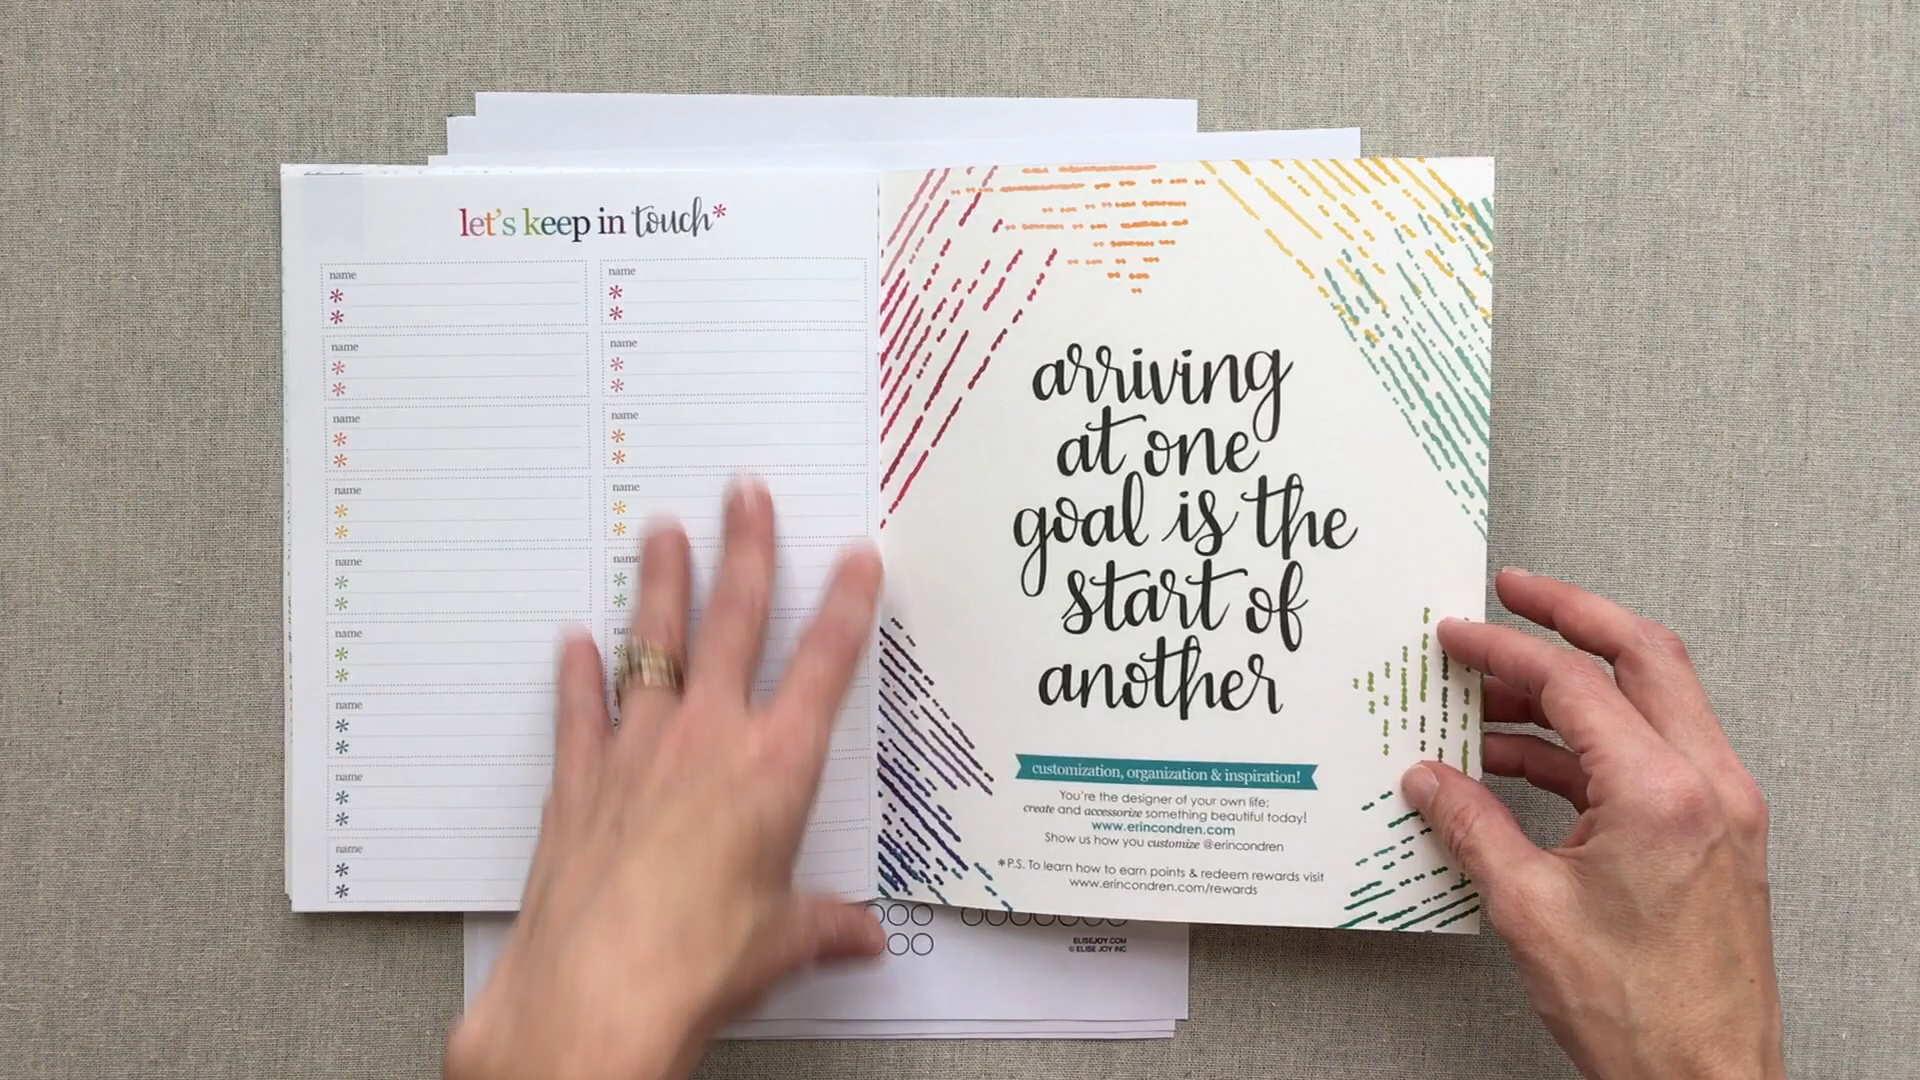 let's keep in touch*
name
*
*
name
*
*
name
*
*
name
*
*
name
*
*
name
*
*
name
*
*
name
*
*
name
*
*
name
*
*
name
*
*
name
*
*
name
*
*
name
*
arriving
at one
goal is the
start of
another
customization, organization & inspiration!
You're the designer of your own life;
create and accessorize something beautiful today!
www.erincondren.com
Show us how you customize @erincondren
*P.S. To learn how to earn points & redeem rewards visit
www.erincondren.com/rewards
ELISEJOY.COM
© ELISE JOY INC